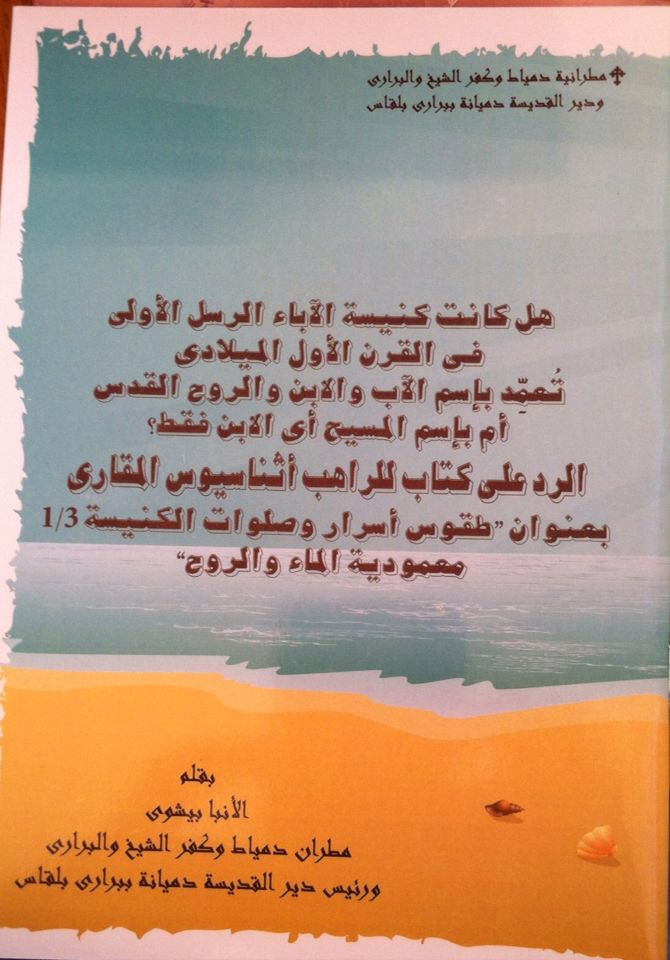 مطرانية دمياط وكفر الشيخ والبرارى
ودير القديسة دميانة ببرارى بلقاس
هل كانت كنيسة الآباء الرسل الأولى
فى القرن الأول الميلادى
تُعمِّد بإسم الآب والابن والروح القدس
أم بإسم المسيح أى الابن فقط؟
الرد على كتاب للراهب أثناسيوس المقارى
بعنوان "طقوس أسرار وصلوات الكنيسة 1/3
معمودية الماء والروح"
بقلم
الأنبا بيشوى
مطران دمياط وكفر الشيخ والبرارى
ورئيس دير القديسة دميانة ببرارى بلقاس